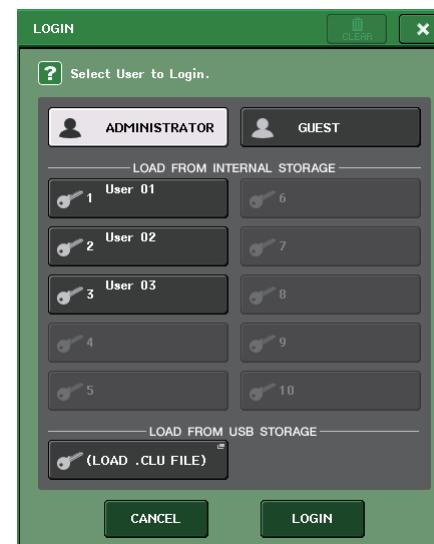 LOGIN
CLEAR
Select User to Login.
ADMINISTRATOR
GUEST
LOAD FROM INTERNAL STORAGE
1 User 01
6
2 User 02
7
3 User 03
8
4
9
5
10
LOAD FROM USB STORAGE
(LOAD .CLU FILE)
CANCEL
LOGIN